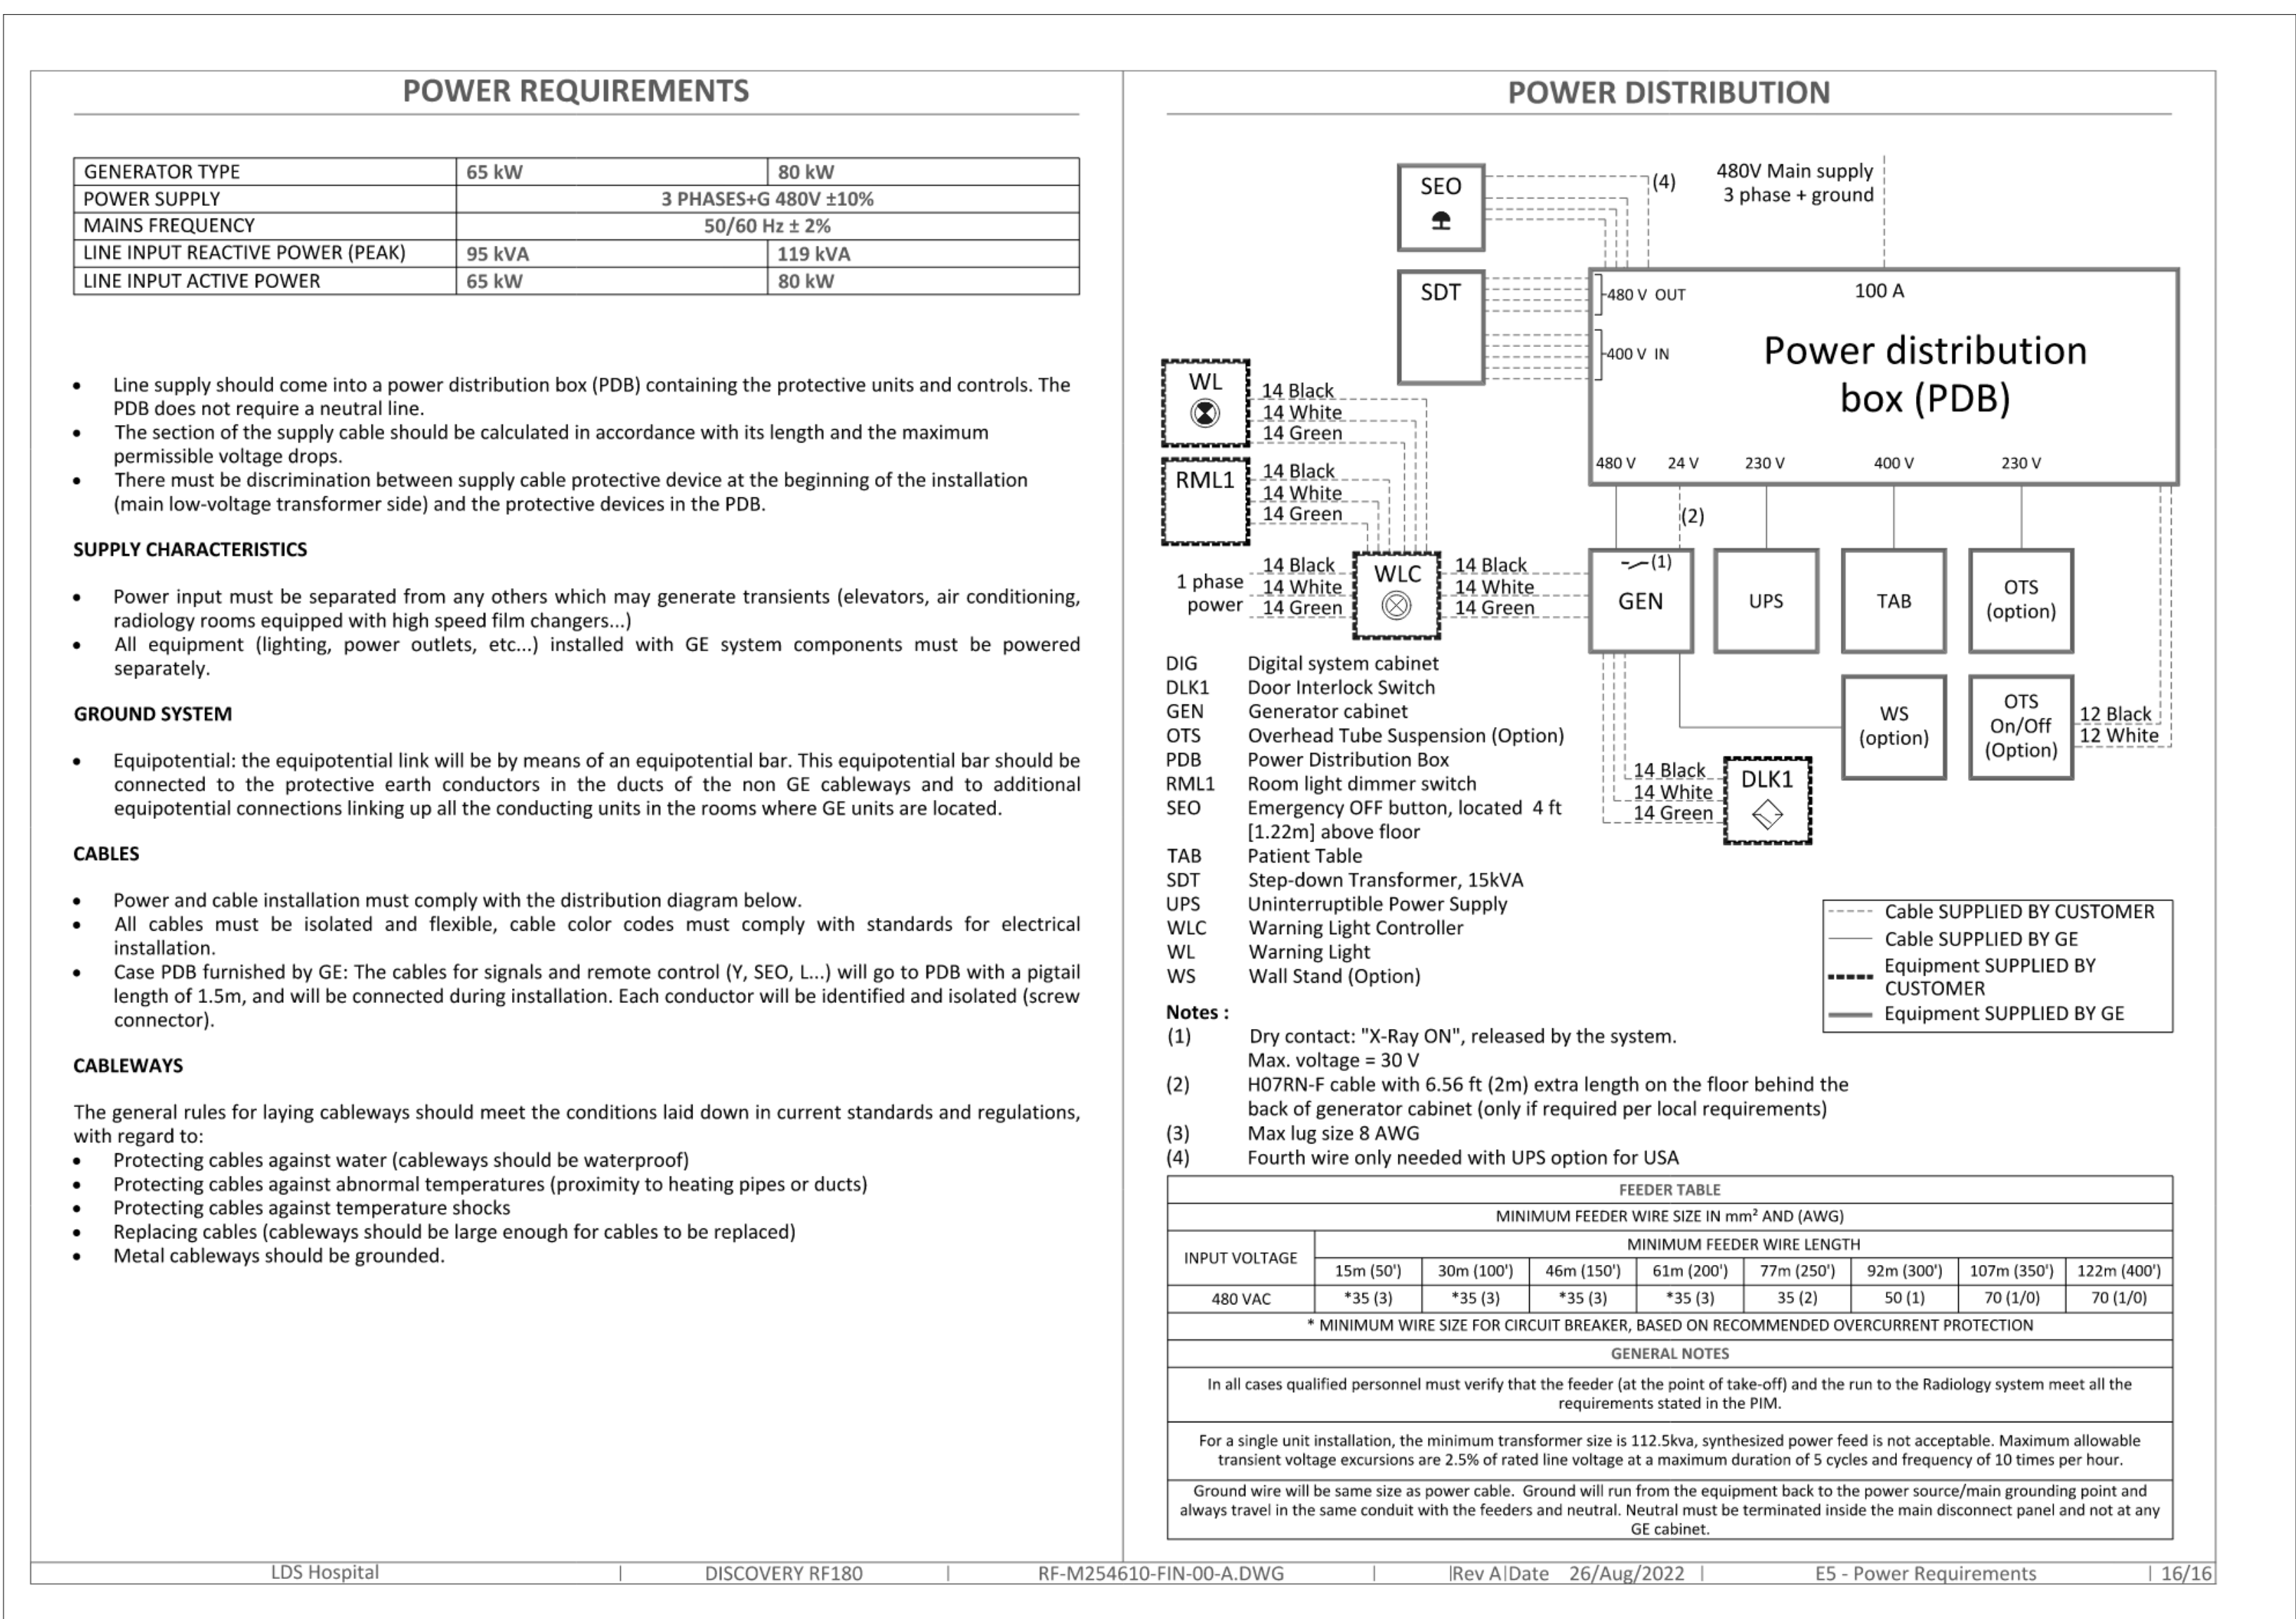 POWER REQUIREMENTS
GENERATOR TYPE 65 kW 80 kW
POWER SUPPLY 3 PHASES+G 480V ±10%
MAINS FREQUENCY 50/60 Hz ± 2%
LINE INPUT REACTIVE POWER (PEAK) 95 kVA 119 kVA
LINE INPUT ACTIVE POWER 65 kW 80 kW
• Line supply should come into a power distribution box (PDB) containing the protective units and controls. The
PDB does not require a neutral line.
• The section of the supply cable should be calculated in accordance with its length and the maximum
permissible voltage drops.
• There must be discrimination between supply cable protective device at the beginning of the installation
(main low-voltage transformer side) and the protective devices in the PDB.
SUPPLY CHARACTERISTICS
• Power input must be separated from any others which may generate transients (elevators, air conditioning,
radiology rooms equipped with high speed film changers...)
• All equipment (lighting, power outlets, etc...) installed with GE system components must be powered
separately.
GROUND SYSTEM
• Equipotential: the equipotential link will be by means of an equipotential bar. This equipotential bar should be
connected to the protective earth conductors in the ducts of the non GE cableways and to additional
equipotential connections linking up all the conducting units in the rooms where GE units are located.
CABLES
• Power and cable installation must comply with the distribution diagram below.
• All cables must be isolated and flexible, cable color codes must comply with standards for electrical
installation.
• Case PDB furnished by GE: The cables for signals and remote control (Y, SEO, L...) will go to PDB with a pigtail
length of 1.5m, and will be connected during installation. Each conductor will be identified and isolated (screw
connector).
CABLEWAYS
The general rules for laying cableways should meet the conditions laid down in current standards and regulations,
with regard to:
• Protecting cables against water (cableways should be waterproof)
• Protecting cables against abnormal temperatures (proximity to heating pipes or ducts)
• Protecting cables against temperature shocks
• Replacing cables (cableways should be large enough for cables to be replaced)
• Metal cableways should be grounded.
POWER DISTRIBUTION
SEO
(4)
480V Main supply
3 phase + ground
SDT
480 V OUT
100 A
400 V IN
Power distribution
box (PDB)
480 V 24 V 230 V 400 V 230 V
WL
14 Black
14 White
14 Green
RML1
14 Black
14 White
14 Green
(2)
1 phase
power
14 Black
14 White
14 Green
WLC
14 Black
14 White
14 Green
(1)
GEN
UPS
TAB
OTS
(option)
WS
(option)
OTS
On/Off
(Option)
12 Black
12 White
14 Black
14 White
14 Green
DLK1
DIG Digital system cabinet
DLK1 Door Interlock Switch
GEN Generator cabinet
OTS Overhead Tube Suspension (Option)
PDB Power Distribution Box
RML1 Room light dimmer switch
SEO Emergency OFF button, located 4 ft
[1.22m] above floor
TAB Patient Table
SDT Step-down Transformer, 15kVA
UPS Uninterruptible Power Supply
WLC Warning Light Controller
WL Warning Light
WS Wall Stand (Option)
Cable SUPPLIED BY CUSTOMER
Cable SUPPLIED BY GE
Equipment SUPPLIED BY
CUSTOMER
Equipment SUPPLIED BY GE
Notes :
(1) Dry contact: "X-Ray ON", released by the system.
Max. voltage = 30 V
(2) H07RN-F cable with 6.56 ft (2m) extra length on the floor behind the
back of generator cabinet (only if required per local requirements)
(3) Max lug size 8 AWG
(4) Fourth wire only needed with UPS option for USA
FEEDER TABLE
MINIMUM FEEDER WIRE SIZE IN mm² AND (AWG)
INPUT VOLTAGE
MINIMUM FEEDER WIRE LENGTH
15m (50') 30m (100') 46m (150') 61m (200') 77m (250') 92m (300') 107m (350') 122m (400')
480 VAC *35 (3) *35 (3) *35 (3) *35 (3) 35 (2) 50 (1) 70 (1/0) 70 (1/0)
* MINIMUM WIRE SIZE FOR CIRCUIT BREAKER, BASED ON RECOMMENDED OVERCURRENT PROTECTION
GENERAL NOTES
In all cases qualified personnel must verify that the feeder (at the point of take-off) and the run to the Radiology system meet all the
requirements stated in the PIM.
For a single unit installation, the minimum transformer size is 112.5kva, synthesized power feed is not acceptable. Maximum allowable
transient voltage excursions are 2.5% of rated line voltage at a maximum duration of 5 cycles and frequency of 10 times per hour.
Ground wire will be same size as power cable. Ground will run from the equipment back to the power source/main grounding point and
always travel in the same conduit with the feeders and neutral. Neutral must be terminated inside the main disconnect panel and not at any
GE cabinet.
LDS Hospital | DISCOVERY RF180 | RF-M254610-FIN-00-A.DWG | |Rev A|Date 26/Aug/2022 | E5 - Power Requirements | 16/16